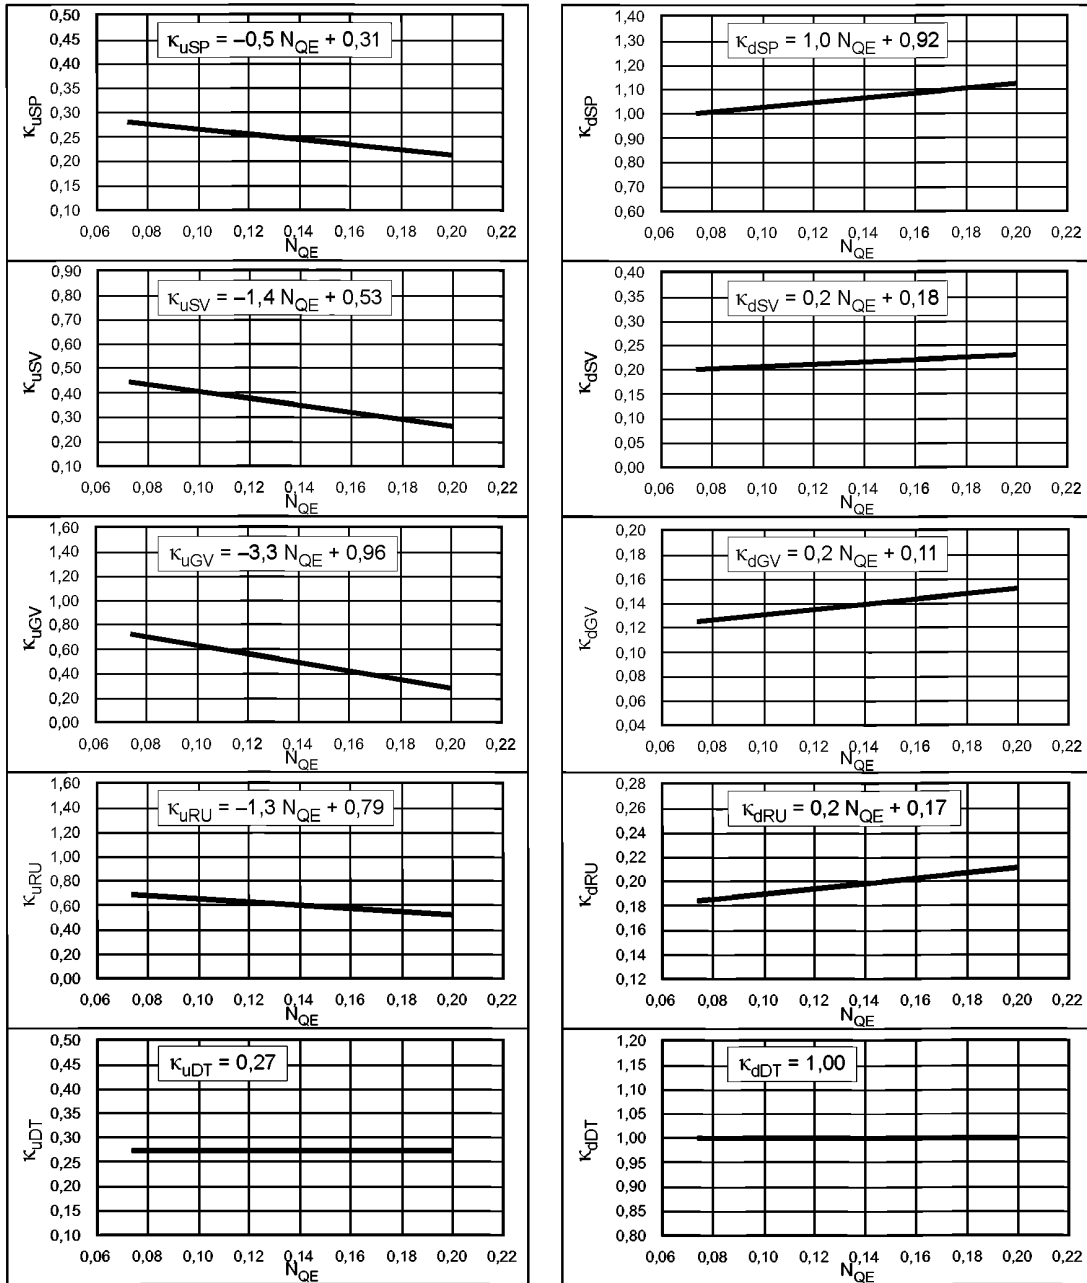 κuSP = –0,5 NQE + 0,31
κuSP
0,50
0,45
0,40
0,35
0,30
0,25
0,20
0,15
0,10
0,06 0,08 0,10 0,12 0,14 0,16 0,18 0,20 0,22
NQE
κdSP = 1,0 NQE + 0,92
κdSP
1,40
1,30
1,20
1,10
1,00
0,90
0,80
0,70
0,60
0,06 0,08 0,10 0,12 0,14 0,16 0,18 0,20 0,22
NQE
κuSV = –1,4 NQE + 0,53
κuSV
0,90
0,80
0,70
0,60
0,50
0,40
0,30
0,20
0,10
0,06 0,08 0,10 0,12 0,14 0,16 0,18 0,20 0,22
NQE
κdSV = 0,2 NQE + 0,18
κdSV
0,40
0,35
0,30
0,25
0,20
0,15
0,10
0,05
0,00
0,06 0,08 0,10 0,12 0,14 0,16 0,18 0,20 0,22
NQE
κuGV = –3,3 NQE + 0,96
κuGV
1,60
1,40
1,20
1,00
0,80
0,60
0,40
0,20
0,00
0,06 0,08 0,10 0,12 0,14 0,16 0,18 0,20 0,22
NQE
κdGV = 0,2 NQE + 0,11
κdGV
0,20
0,18
0,16
0,14
0,12
0,10
0,08
0,06
0,04
0,06 0,08 0,10 0,12 0,14 0,16 0,18 0,20 0,22
NQE
κuRU = –1,3 NQE + 0,79
κuRU
1,60
1,40
1,20
1,00
0,80
0,60
0,40
0,20
0,00
0,06 0,08 0,10 0,12 0,14 0,16 0,18 0,20 0,22
NQE
κdRU = 0,2 NQE + 0,17
κdRU
0,28
0,26
0,24
0,22
0,20
0,18
0,16
0,14
0,12
0,06 0,08 0,10 0,12 0,14 0,16 0,18 0,20 0,22
NQE
κuDT = 0,27
κuDT
0,50
0,45
0,40
0,35
0,30
0,25
0,20
0,15
0,10
0,06 0,08 0,10 0,12 0,14 0,16 0,18 0,20 0,22
NQE
κdDT = 1,00
κdDT
1,20
1,15
1,10
1,05
1,00
0,95
0,90
0,85
0,80
0,06 0,08 0,10 0,12 0,14 0,16 0,18 0,20 0,22
NQE